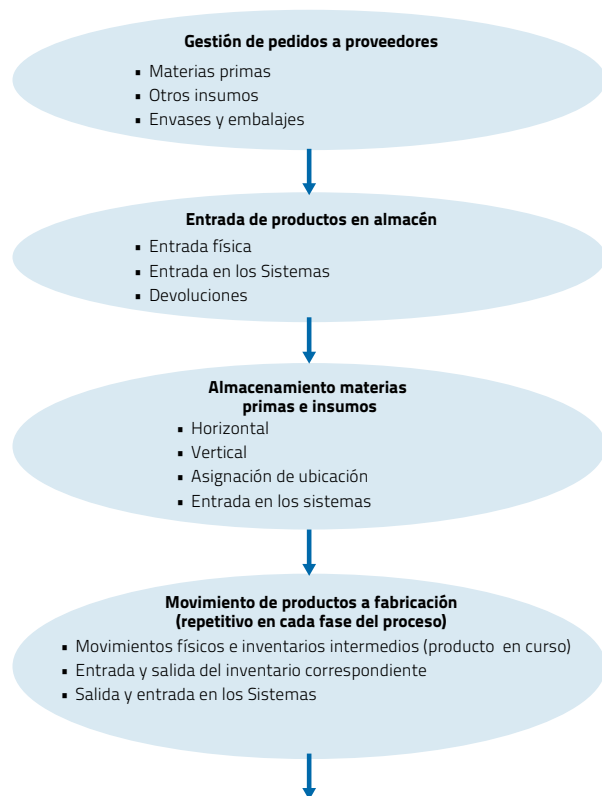 Gestión de pedidos a proveedores
▪ Materias primas
▪ Otros insumos
▪ Envases y embalajes
Entrada de productos en almacén
▪ Entrada física
▪ Entrada en los Sistemas
▪ Devoluciones
Almacenamiento materias
primas e insumos
▪ Horizontal
▪ Vertical
▪ Asignación de ubicación
▪ Entrada en los sistemas
Movimiento de productos a fabricación
(repetitivo en cada fase del proceso)
▪ Movimientos físicos e inventarios intermedios (producto en curso)
▪ Entrada y salida del inventario correspondiente
▪ Salida y entrada en los Sistemas